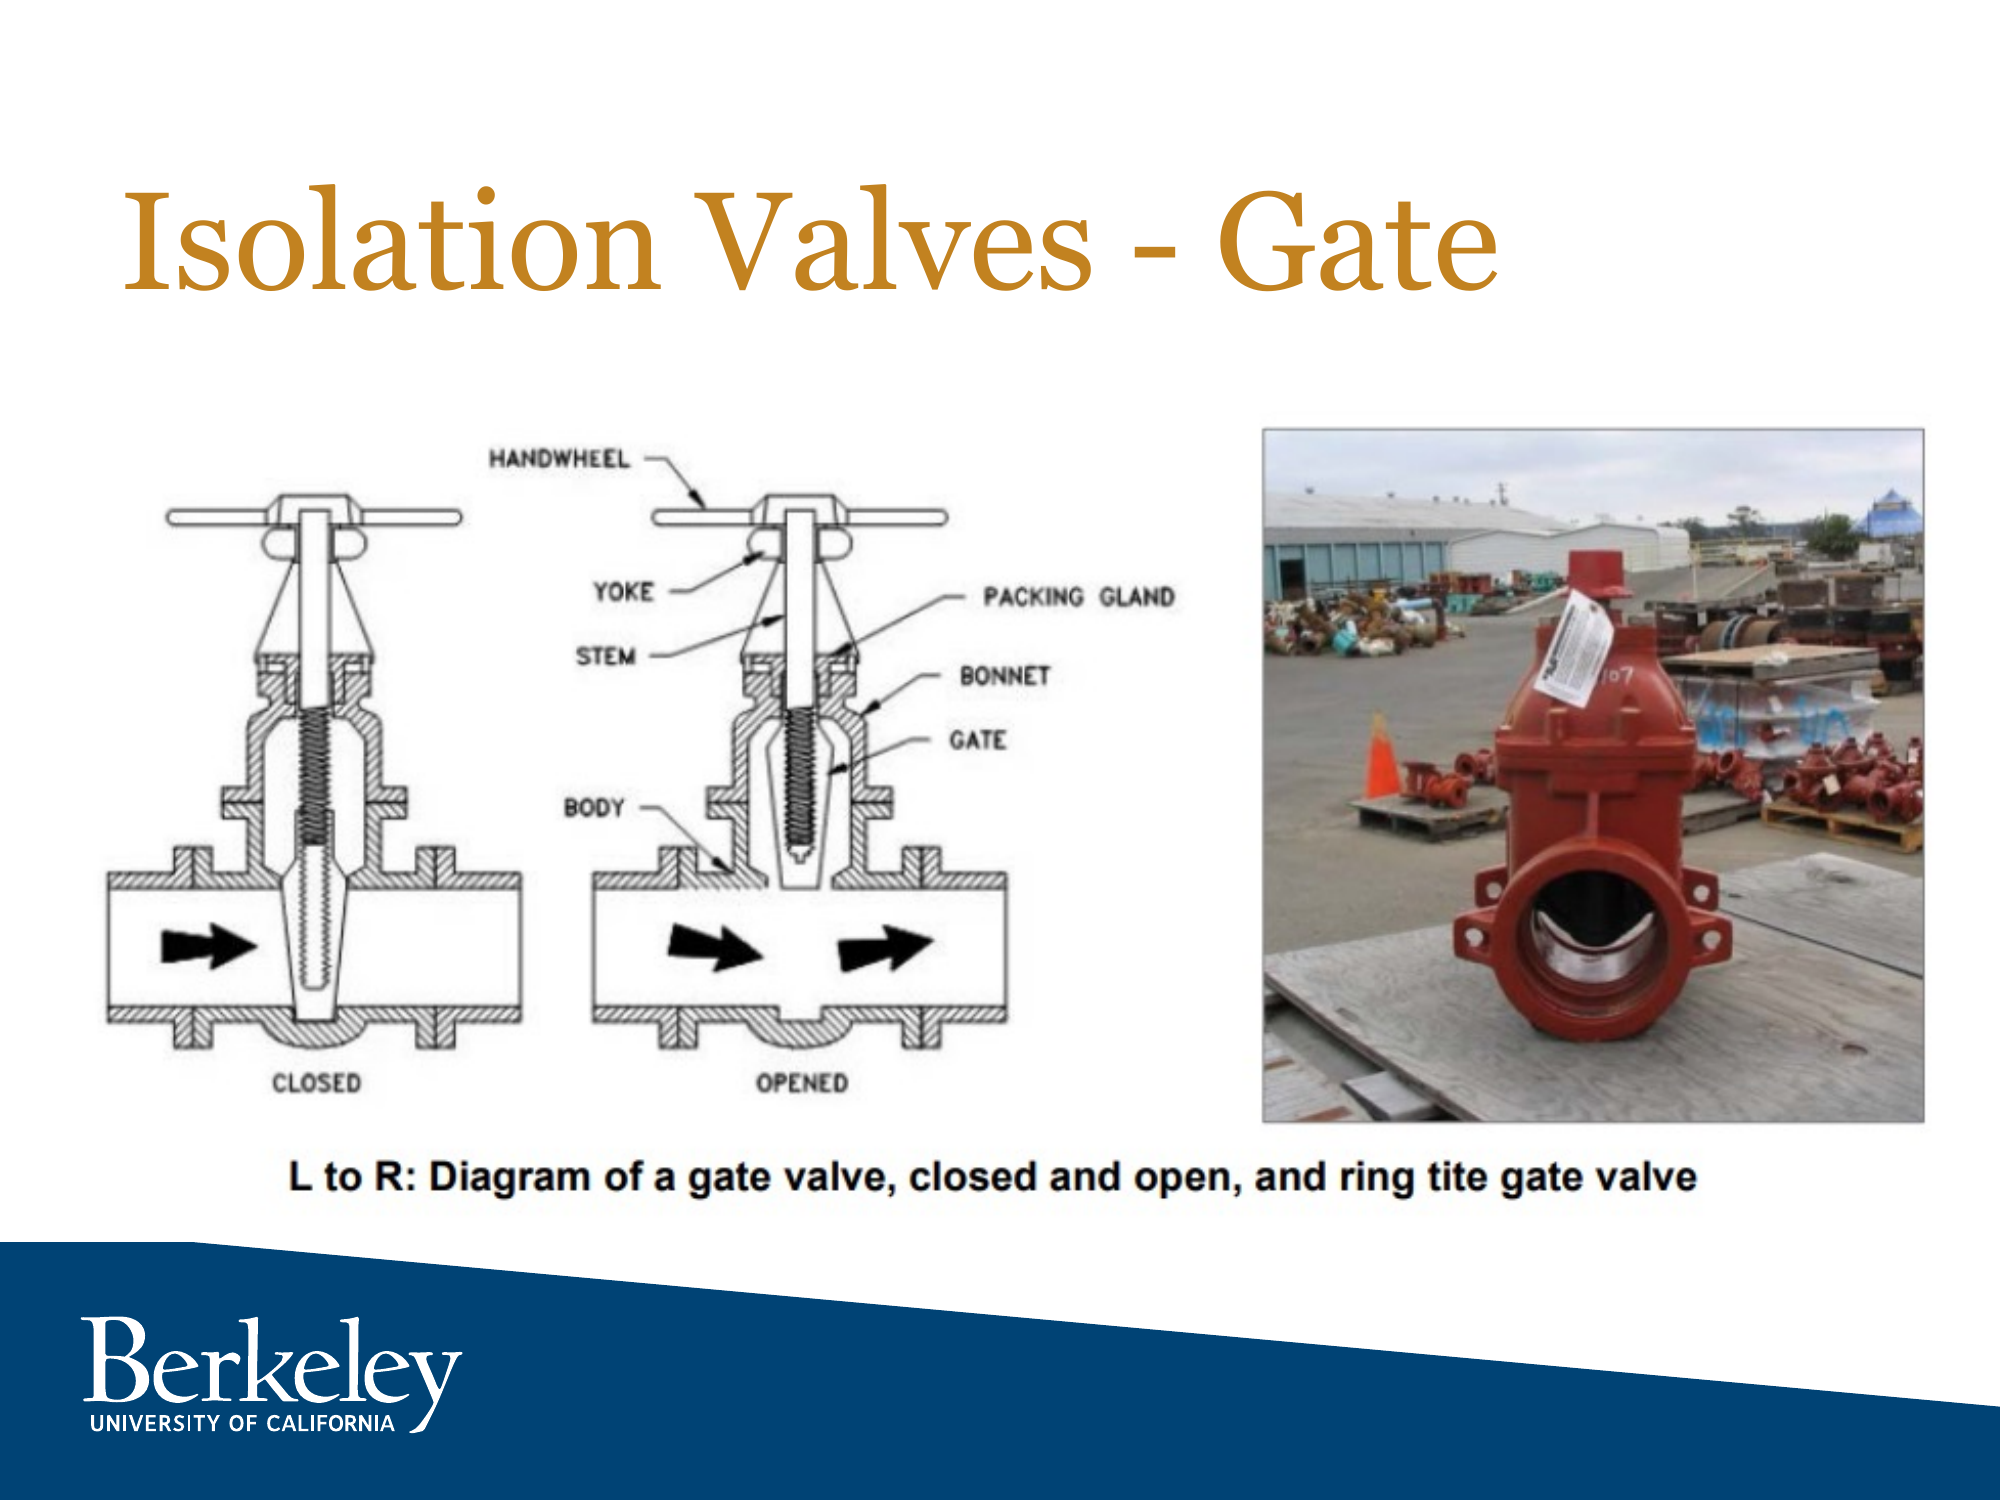 Isolation Valves - Gate
HANDWHEEL
YOKE
PACKING GLAND
STEM
BONNET
GATE
BODY
CLOSED
OPENED
107
L to R: Diagram of a gate valve, closed and open, and ring tite gate valve
Berkeley
UNIVERSITY OF CALIFORNIA